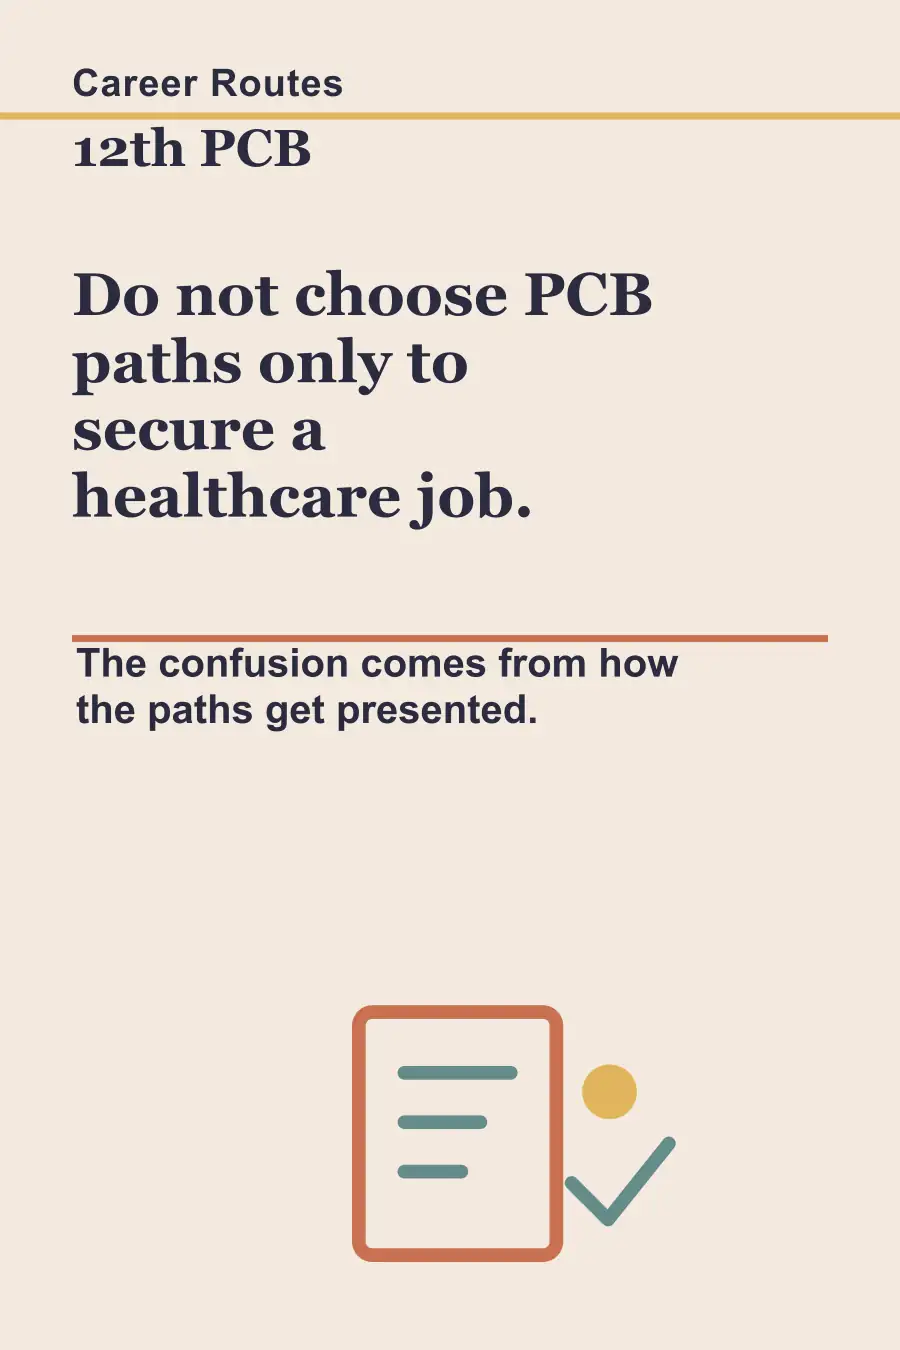 Career Routes
12th PCB
Do not choose PCB
paths only to
secure a
healthcare job.
The confusion comes from how
the paths get presented.